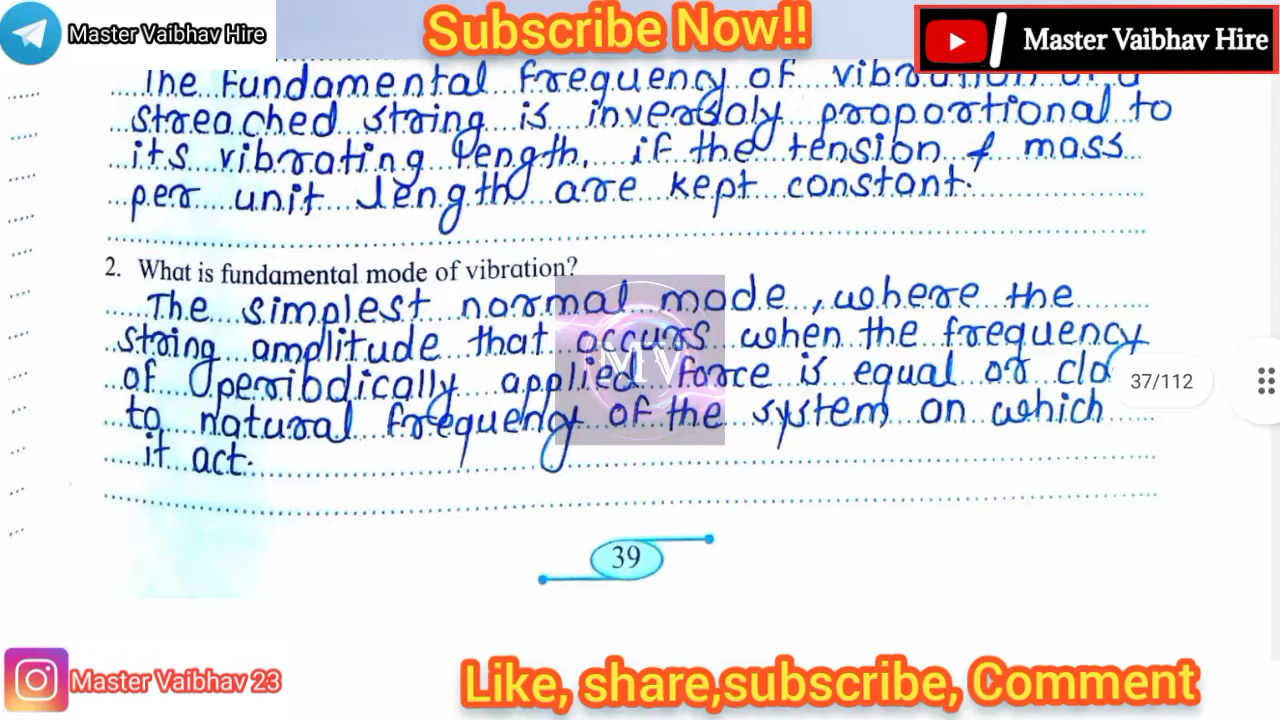 Master Vaibhav Hire
Subscribe Now!!
Master Vaibhav Hire
The Fundamental Frequency of vibration of a
streached string is inversaly proportional to
its vibrating length, if the tension & mass
per unit length are kept constant.
2. What is fundamental mode of vibration?
The simplest normal mode, where the
string amplitude that occurs when the frequency
of periodically applied force is equal or clo
37/112
to natural frequency of the system on which
it act.
MV
39
Master Vaibhav 23
Like, share,subscribe, Comment